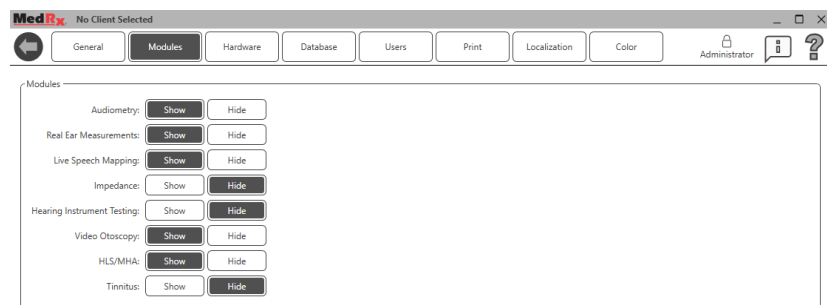 MedRx No Client Selected
General Modules Hardware Database Users Print Localization Color Administrator
Modules
Audiometry: Show Hide
Real Ear Measurements: Show Hide
Live Speech Mapping: Show Hide
Impedance: Show Hide
Hearing Instrument Testing: Show Hide
Video Otoscopy: Show Hide
HLS/MHA: Show Hide
Tinnitus: Show Hide